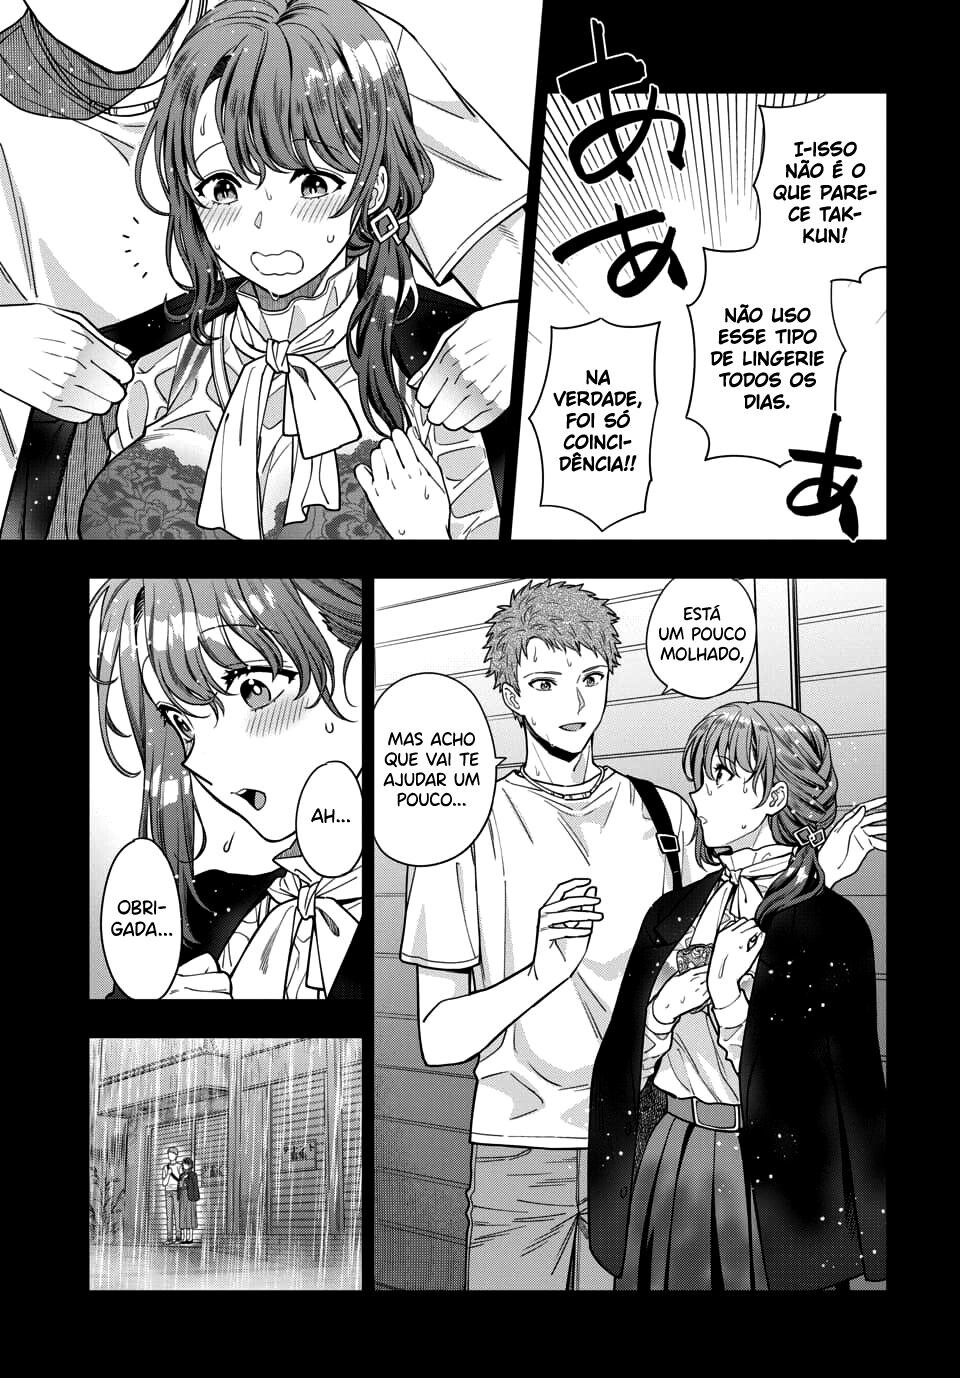 I-ISSO
NÃO É O
QUE PARE-
CE TAK-
KUN!
NÃO USO
ESSE TIPO
DE LINGERIE
TODOS OS
DIAS.
NA
VERDADE,
FOI SÓ
COINCI-
DÊNCIA!!
あ
あ
あ
ESTÁ
UM POUCO
MOLHADO,
MAS ACHO
QUE VAI TE
AJUDAR UM
POUCO...
AH...
OBRI-
GADA...